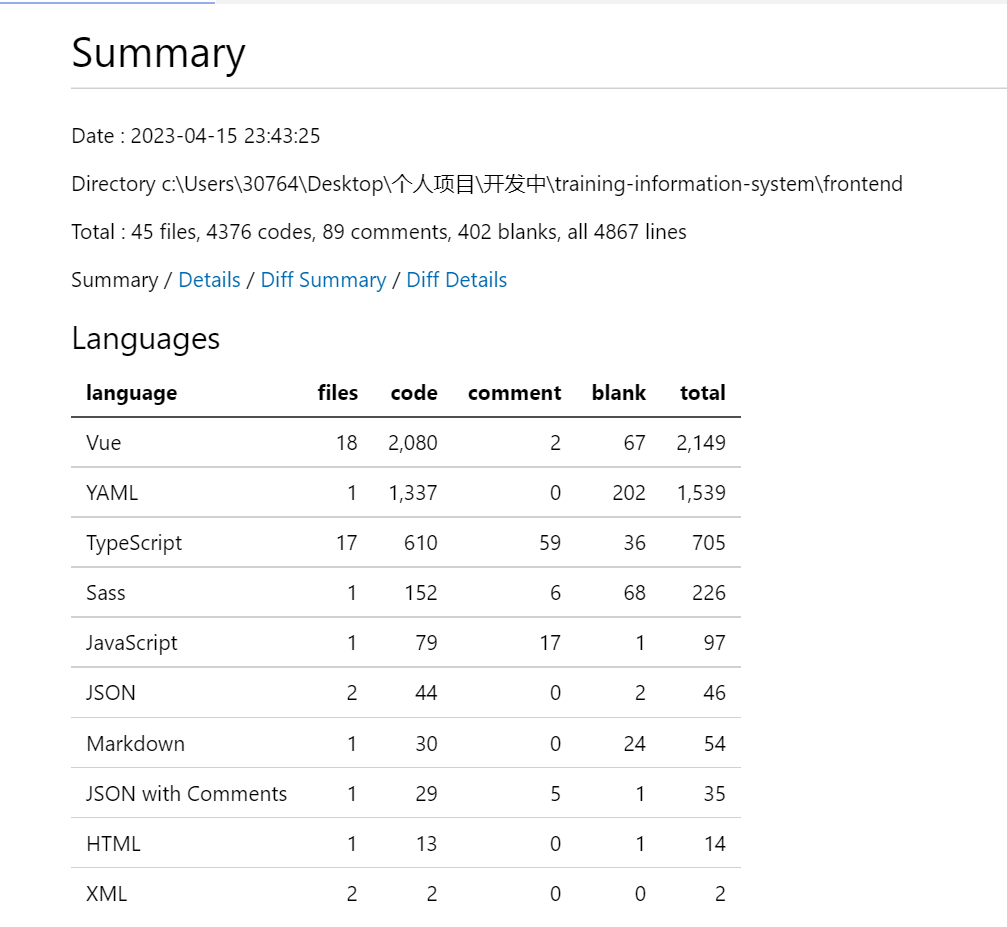 Summary
Date : 2023-04-15 23:43:25
Directory c:\Users\30764\Desktop\个人项目\开发中\training-information-system\frontend
Total : 45 files, 4376 codes, 89 comments, 402 blanks, all 4867 lines
Summary / Details / Diff Summary / Diff Details
Languages
language files code comment blank total
Vue 18 2,080 2 67 2,149
YAML 1 1,337 0 202 1,539
TypeScript 17 610 59 36 705
Sass 1 152 6 68 226
JavaScript 1 79 17 1 97
JSON 2 44 0 2 46
Markdown 1 30 0 24 54
JSON with Comments 1 29 5 1 35
HTML 1 13 0 1 14
XML 2 2 0 0 2